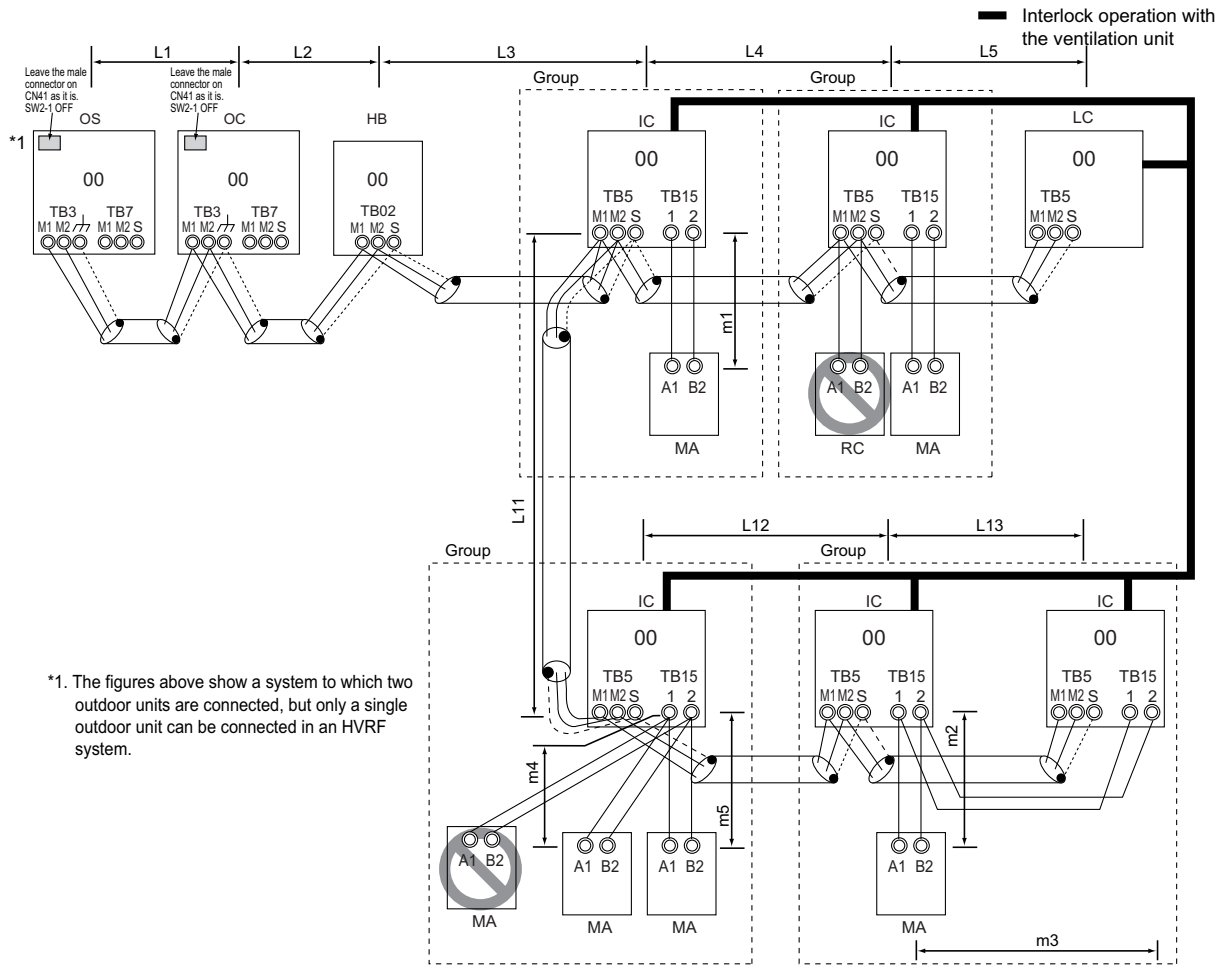 Interlock operation with
the ventilation unit
L1
L2
L3
L4
L5
Leave the male
connector on
CN41 as it is.
SW2-1 OFF
Leave the male
connector on
CN41 as it is.
SW2-1 OFF
Group
Group
*1
OS
OC
HB
IC
IC
LC
00
00
00
00
00
00
TB3
TB7
TB3
TB7
TB02
TB5
TB15
TB5
TB15
TB5
M1 M2
M1 M2 S
M1 M2
M1 M2 S
M1 M2 S
M1 M2 S
1 2
M1 M2 S
1 2
M1 M2 S
m1
A1 B2
A1 B2
A1 B2
MA
RC
MA
L11
L12
L13
Group
Group
IC
IC
IC
00
00
00
TB5
TB15
TB5
TB15
TB5
TB15
M1 M2 S
1 2
M1 M2 S
1 2
M1 M2 S
1 2
*1. The figures above show a system to which two
outdoor units are connected, but only a single
outdoor unit can be connected in an HVRF
system.
m4
m5
m2
A1 B2
A1 B2
A1 B2
A1 B2
MA
MA
MA
MA
m3